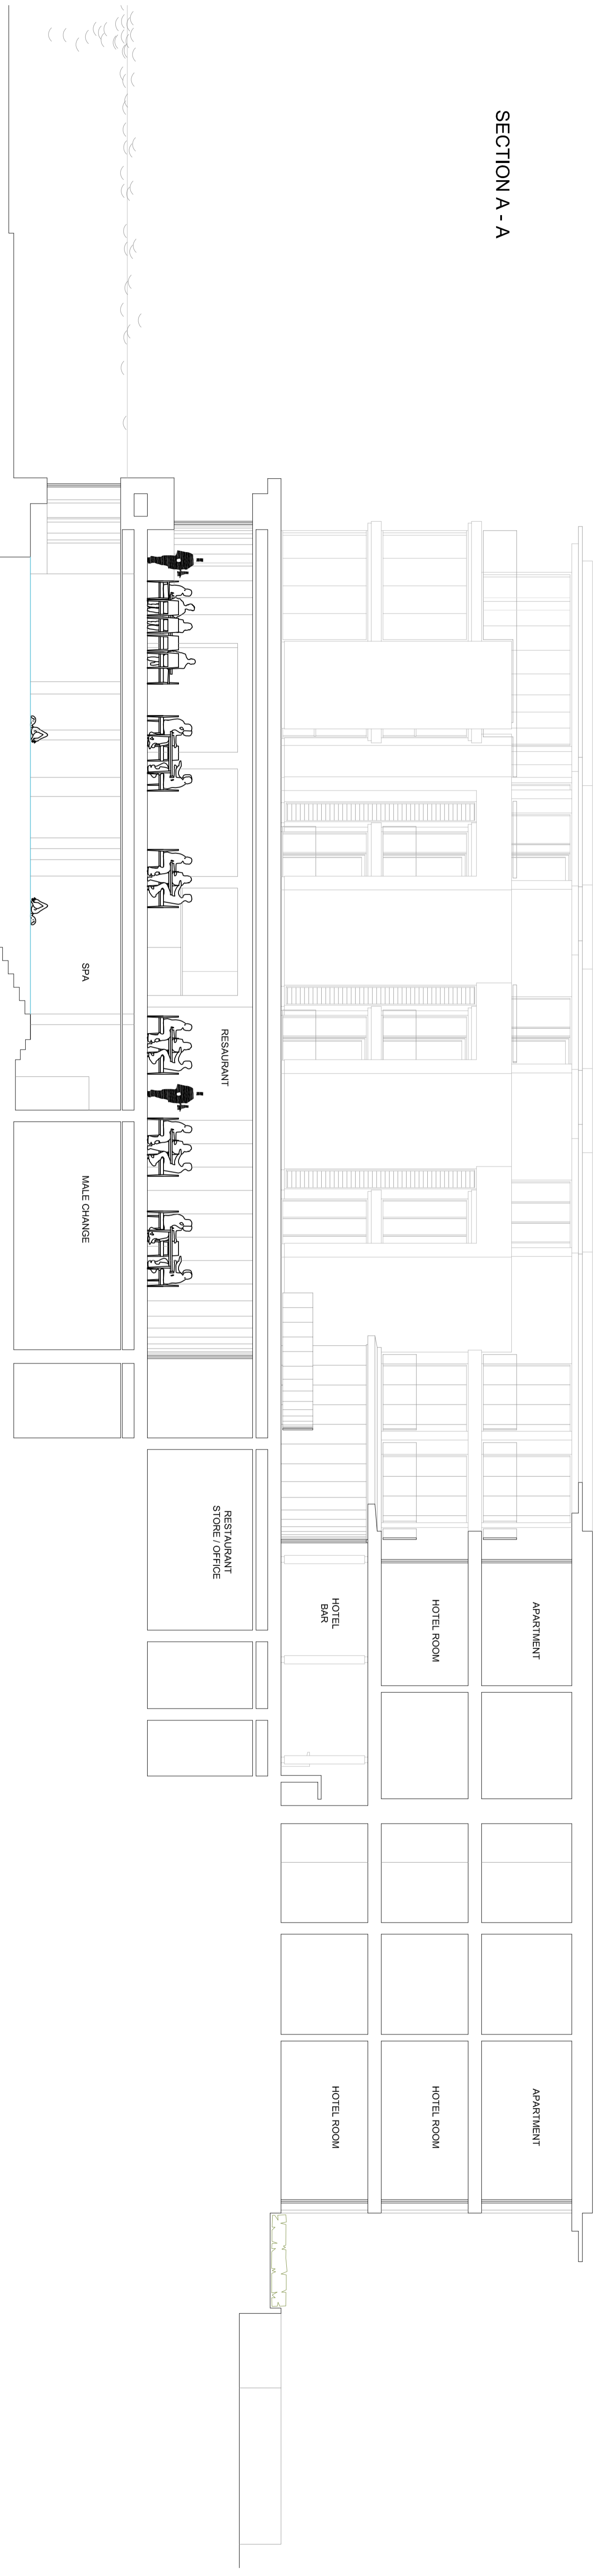 SECTION A - A
APARTMENT
APARTMENT
HOTEL ROOM
HOTEL ROOM
HOTEL
BAR
HOTEL ROOM
RESAURANT
RESTAURANT
STORE / OFFICE
SPA
MALE CHANGE